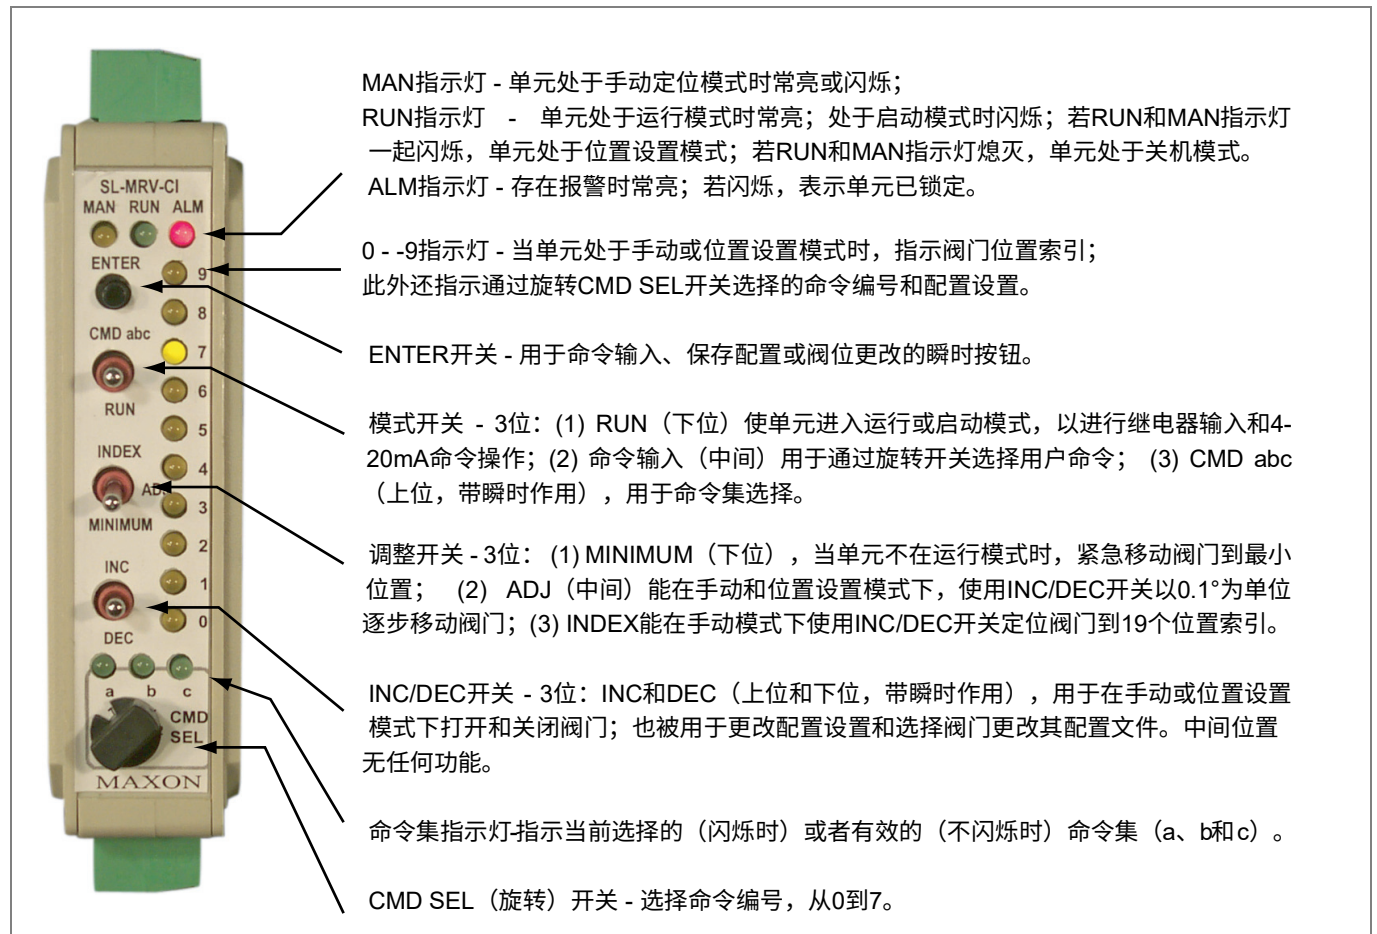 SL-MRV-CI
MAN RUN ALM
ENTER
9
8
CMD abc
7
6
RUN
5
INDEX
4
AD
3
MINIMUM
2
INC
1
0
DEC
a b c
CMD
SEL
MAXON
MAN指示灯 - 单元处于手动定位模式时常亮或闪烁；
RUN指示灯 - 单元处于运行模式时常亮；处于启动模式时闪烁；若RUN和MAN指示灯
一起闪烁，单元处于位置设置模式；若RUN和MAN指示灯熄灭，单元处于关机模式。
ALM指示灯 - 存在报警时常亮；若闪烁，表示单元已锁定。
0 - -9指示灯 - 当单元处于手动或位置设置模式时，指示阀门位置索引；
此外还指示通过旋转CMD SEL开关选择的命令编号和配置设置。
ENTER开关 - 用于命令输入、保存配置或阀位更改的瞬时按钮。
模式开关 - 3位：(1) RUN（下位）使单元进入运行或启动模式，以进行继电器输入和4-
20mA命令操作；(2) 命令输入（中间）用于通过旋转开关选择用户命令； (3) CMD abc
（上位，带瞬时作用），用于命令集选择。
调整开关 - 3位： (1) MINIMUM（下位），当单元不在运行模式时，紧急移动阀门到最小
位置； (2) ADJ（中间）能在手动和位置设置模式下，使用INC/DEC开关以0.1°为单位
逐步移动阀门；(3) INDEX能在手动模式下使用INC/DEC开关定位阀门到19个位置索引。
INC/DEC开关 - 3位：INC和DEC（上位和下位，带瞬时作用），用于在手动或位置设置
模式下打开和关闭阀门；也被用于更改配置设置和选择阀门更改其配置文件。中间位置
无任何功能。
命令集指示灯-指示当前选择的（闪烁时）或者有效的（不闪烁时）命令集（a、b和c）。
CMD SEL（旋转）开关 - 选择命令编号，从0到7。